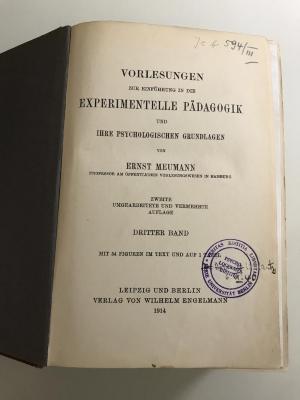 594/III
VORLESUNGEN
ZUR EINFÜHRUNG IN DIE
EXPERIMENTELLE PÄDAGOGIK
UND
IHRE PSYCHOLOGISCHEN GRUNDLAGEN
VON
ERNST MEUMANN
PROFESSOR AM ÖFFENTLICHEN VORLESUNGSWESEN IN HAMBURG
ZWEITE
UMGEARBEITETE UND VERMEHRTE
AUFLAGE
DRITTER BAND
MIT 34 FIGUREN IM TEXT UND AUF 1 TAFEL
LEIPZIG UND BERLIN
VERLAG VON WILHELM ENGELMANN
1914